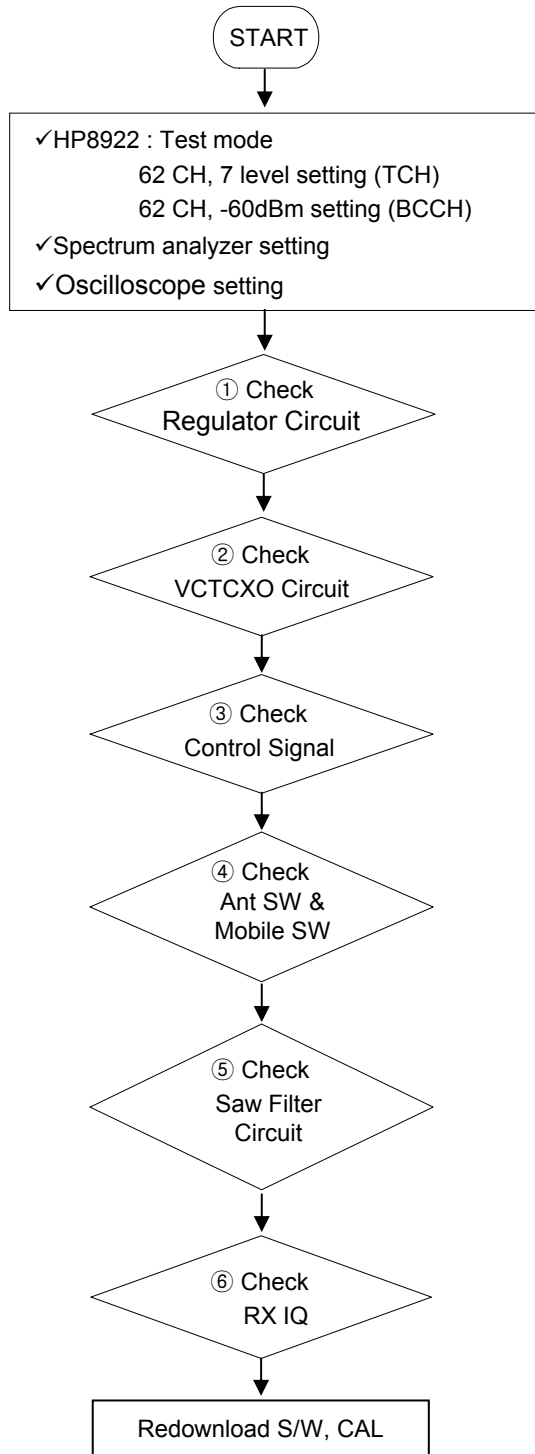 START
✓HP8922 : Test mode
62 CH, 7 level setting (TCH)
62 CH, -60dBm setting (BCCH)
✓Spectrum analyzer setting
✓Oscilloscope setting
① Check
Regulator Circuit
② Check
VCTCXO Circuit
③ Check
Control Signal
④ Check
Ant SW &
Mobile SW
⑤ Check
Saw Filter
Circuit
⑥ Check
RX IQ
Redownload S/W, CAL